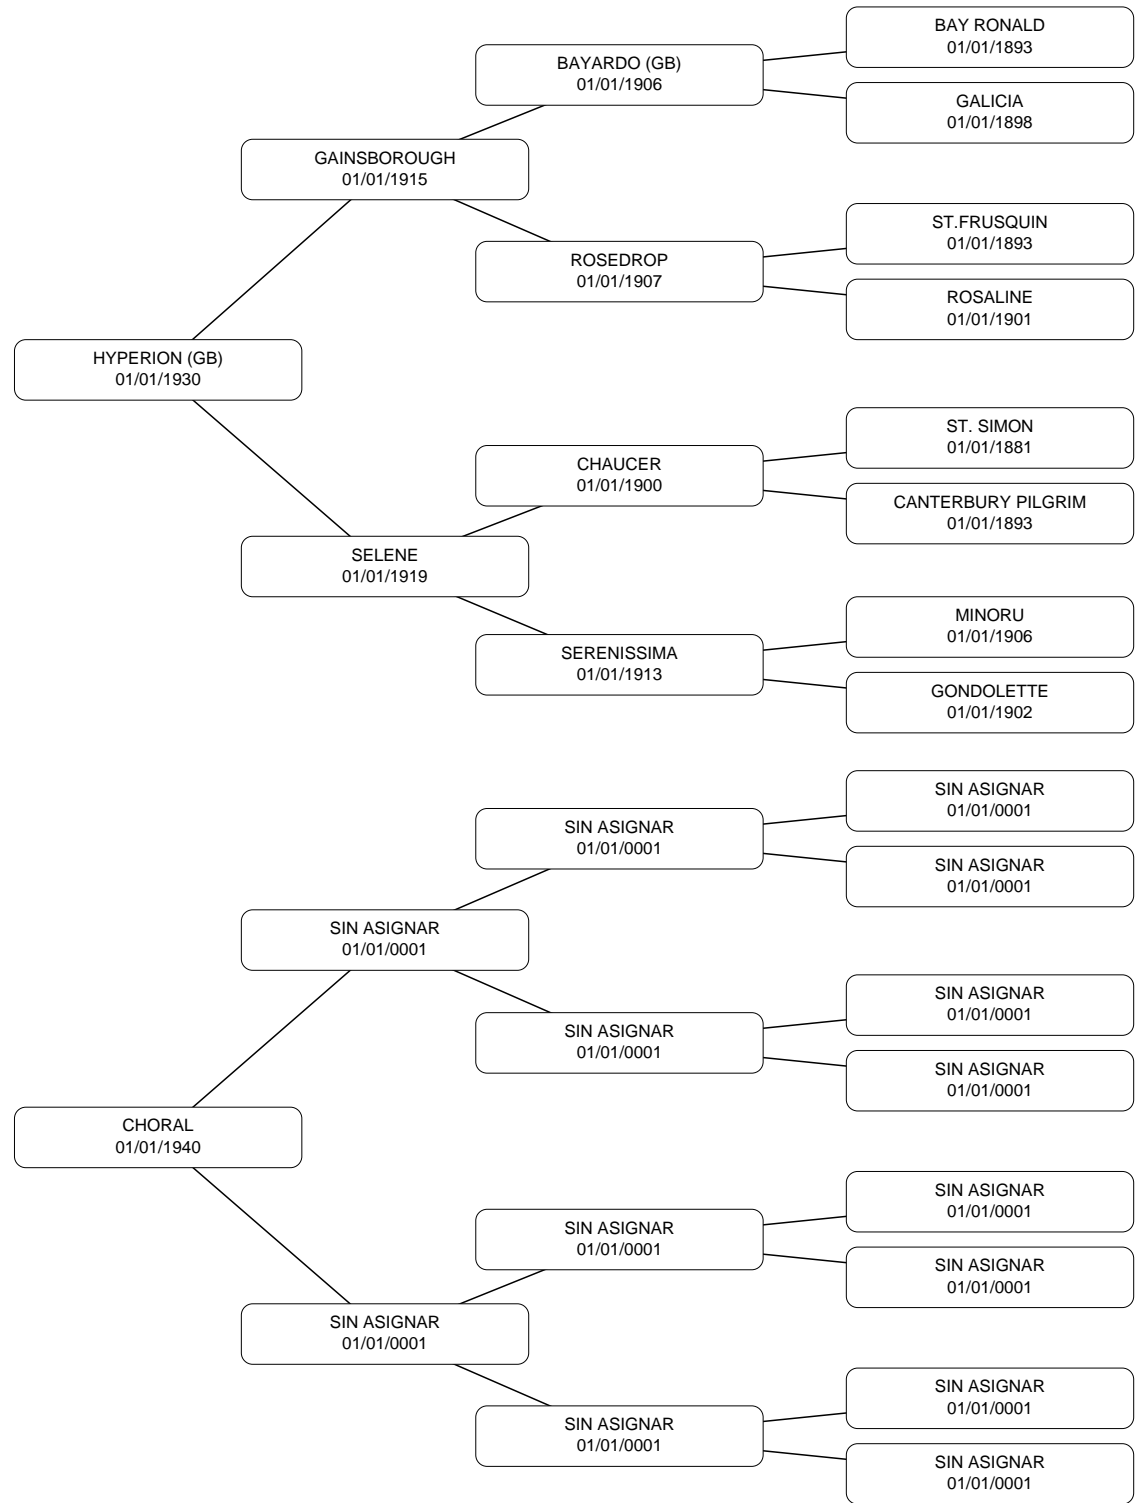 BAY RONALD
01/01/1893
BAYARDO (GB)
01/01/1906
GALICIA
01/01/1898
GAINSBOROUGH
01/01/1915
ST.FRUSQUIN
01/01/1893
ROSEDROP
01/01/1907
ROSALINE
01/01/1901
HYPERION (GB)
01/01/1930
ST. SIMON
01/01/1881
CHAUCER
01/01/1900
CANTERBURY PILGRIM
01/01/1893
SELENE
01/01/1919
MINORU
01/01/1906
SERENISSIMA
01/01/1913
GONDOLETTE
01/01/1902
SIN ASIGNAR
01/01/0001
SIN ASIGNAR
01/01/0001
SIN ASIGNAR
01/01/0001
SIN ASIGNAR
01/01/0001
SIN ASIGNAR
01/01/0001
SIN ASIGNAR
01/01/0001
SIN ASIGNAR
01/01/0001
CHORAL
01/01/1940
SIN ASIGNAR
01/01/0001
SIN ASIGNAR
01/01/0001
SIN ASIGNAR
01/01/0001
SIN ASIGNAR
01/01/0001
SIN ASIGNAR
01/01/0001
SIN ASIGNAR
01/01/0001
SIN ASIGNAR
01/01/0001